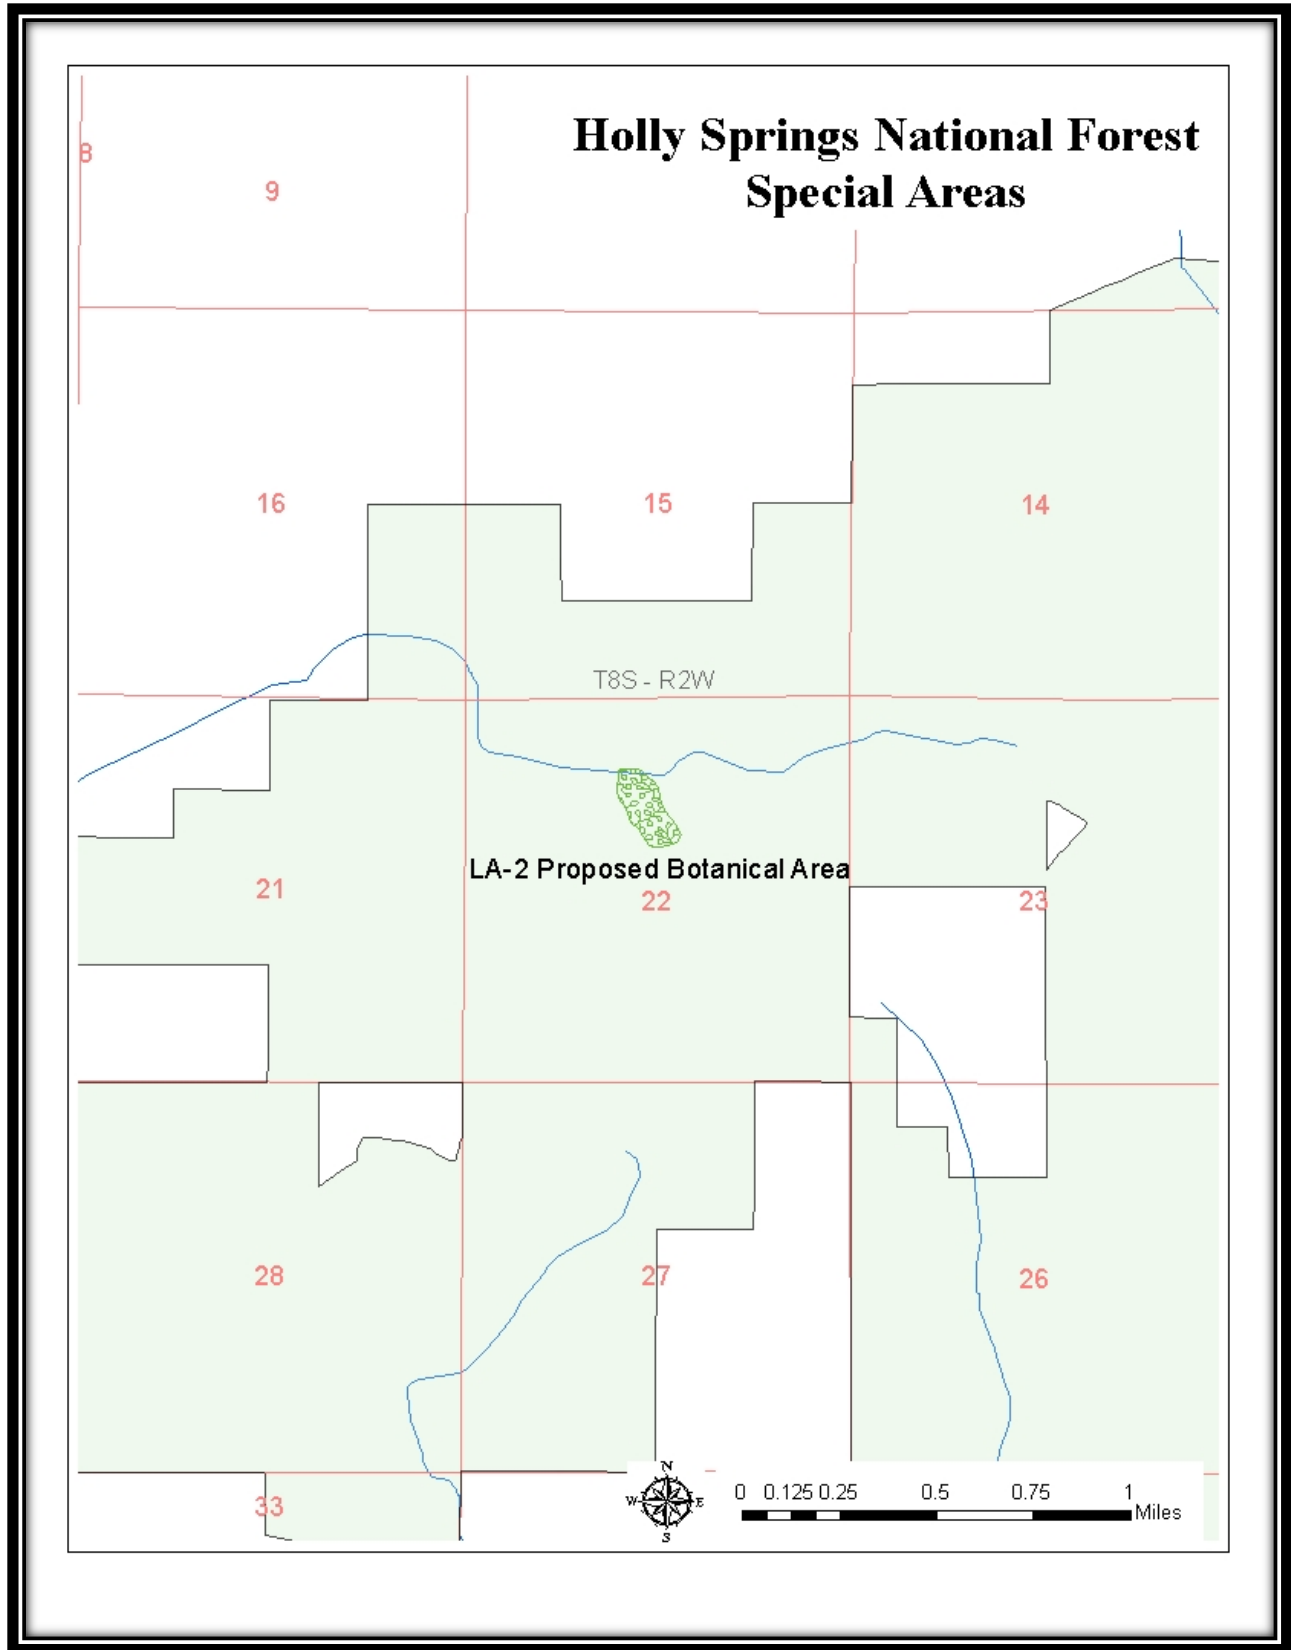 Holly Springs National Forest
Special Areas
8
9
16
15
14
T8S - R2W
LA-2 Proposed Botanical Area
21
22
23
28
27
26
33
N
W
E
S
0 0.125 0.25 0.5 0.75 1
Miles